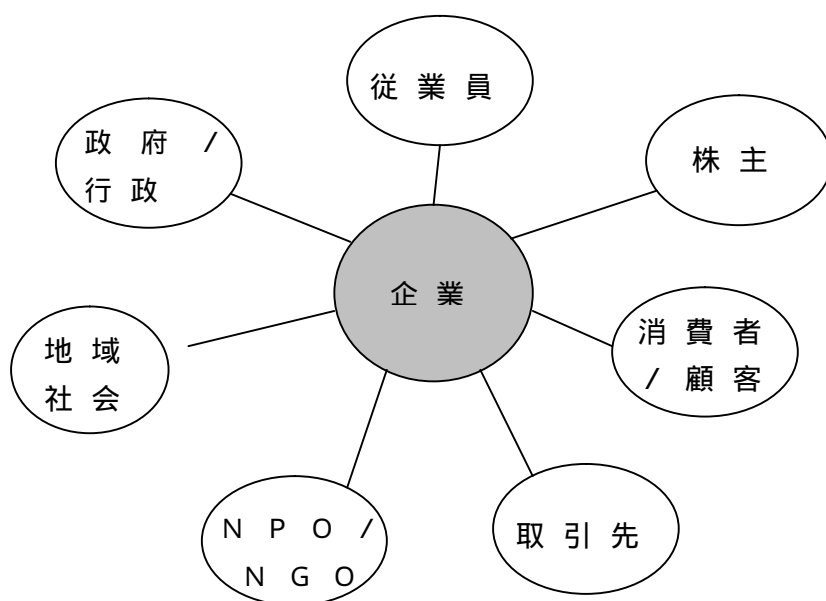 従業員
政府/
行政
株主
企業
消費者
/顧客
地域
社会
NPO/
NGO
取引先